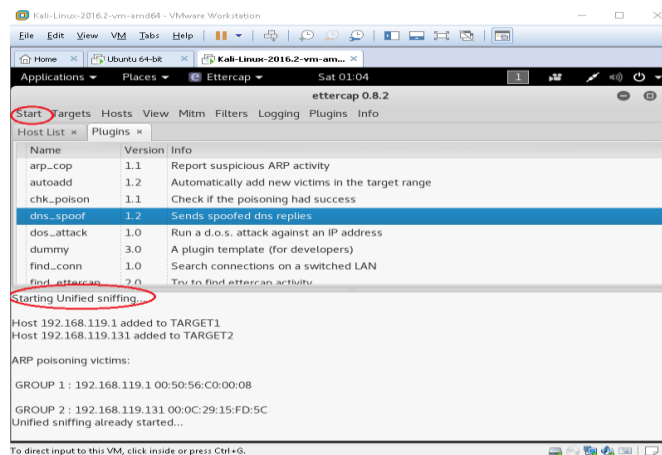 Kali-Linux-2016.2-vm-amd64 - VMware Workstation
File Edit View VM Tabs Help
Home Ubuntu 64-bit Kali-Linux-2016.2-vm-am...
Applications Places Ettercap Sat 01:04 1
ettercap 0.8.2
Start Targets Hosts View Mitm Filters Logging Plugins Info
Host List × Plugins ×
Name Version Info
arp_cop 1.1 Report suspicious ARP activity
autoadd 1.2 Automatically add new victims in the target range
chk_poison 1.1 Check if the poisoning had success
dns_spoof 1.2 Sends spoofed dns replies
dos_attack 1.0 Run a d.o.s. attack against an IP address
dummy 3.0 A plugin template (for developers)
find_conn 1.0 Search connections on a switched LAN
find_ettercap 2.0 Try to find ettercap activity
Starting Unified sniffing...
Host 192.168.119.1 added to TARGET1
Host 192.168.119.131 added to TARGET2
ARP poisoning victims:
GROUP 1 : 192.168.119.1 00:50:56:C0:00:08
GROUP 2 : 192.168.119.131 00:0C:29:15:FD:5C
Unified sniffing already started...
To direct input to this VM, click inside or press Ctrl+G.